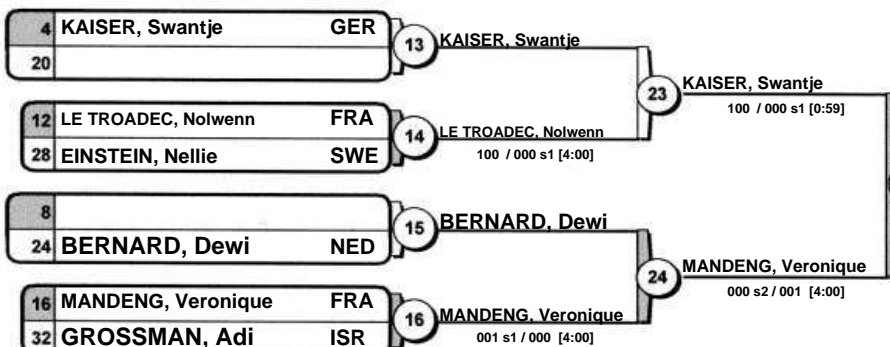 4 KAISER, Swantje GER
20
13
KAISER, Swantje
12 LE TROADEC, Nolwenn FRA
28 EINSTEIN, Nellie SWE
14
LE TROADEC, Nolwenn
100 / 000 s1 [4:00]
23
KAISER, Swantje
100 / 000 s1 [0:59]
8
24 BERNARD, Dewi NED
15
BERNARD, Dewi
16 MANDENG, Veronique FRA
32 GROSSMAN, Adi ISR
16
MANDENG, Veronique
001 s1 / 000 [4:00]
24
MANDENG, Veronique
000 s2 / 001 [4:00]